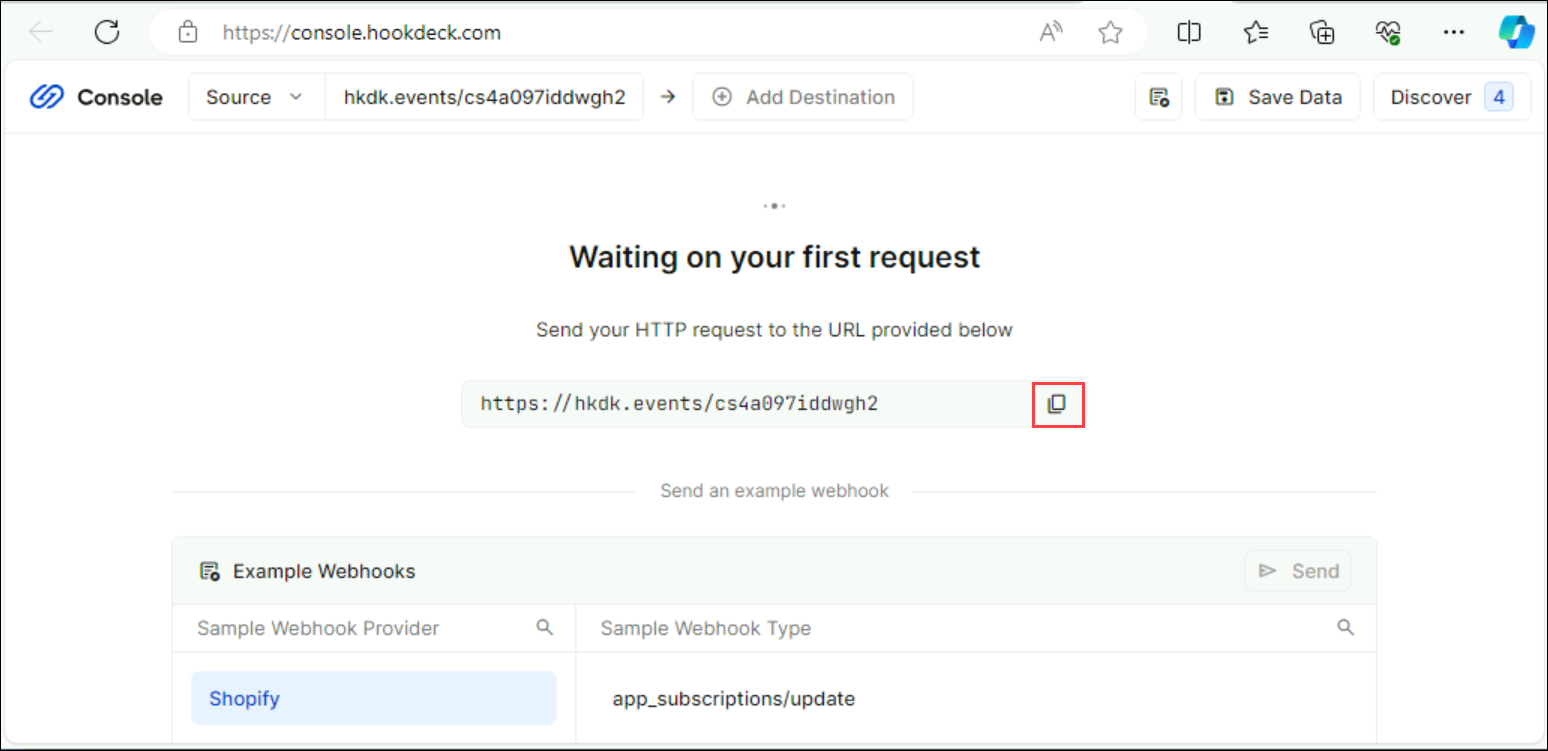 https://console.hookdeck.com
Console Source hkdk.events/cs4a097iddwgh2 → Add Destination Save Data Discover 4
Waiting on your first request
Send your HTTP request to the URL provided below
https://hkdk.events/cs4a097iddwgh2
Send an example webhook
Example Webhooks Send
Sample Webhook Provider Sample Webhook Type
Shopify app_subscriptions/update